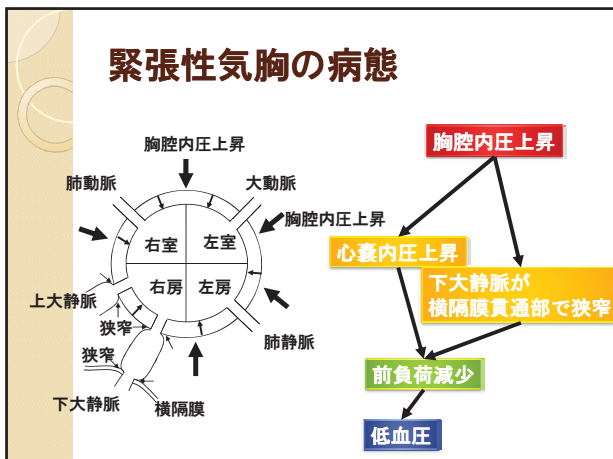 緊張性気胸の病態
胸腔内圧上昇
肺動脈
大動脈
胸腔内圧上昇
右室
左室
右房
左房
上大静脈
狭窄
肺静脈
狭窄
下大静脈
横隔膜
胸腔内圧上昇
心嚢内圧上昇
下大静脈が
横隔膜貫通部で狭窄
前負荷減少
低血圧